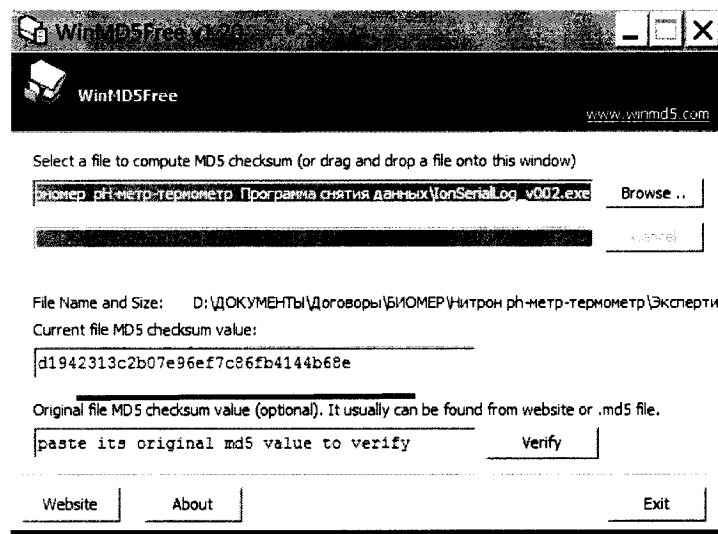 WinMD5Free v1.20
WinMD5Free
www.winmd5.com
Select a file to compute MD5 checksum (or drag and drop a file onto this window)
рН-метр-термометр Программа снятия данных\IonSerialLog_v002.exe
Browse ..
Cancel
File Name and Size: D:\ДОКУМЕНТЫ\Договоры\БИОМЕР\Нитрон ph-метр-термометр\Эксперти
Current file MD5 checksum value:
d1942313c2b07e96ef7c86fb4144b68e
Original file MD5 checksum value (optional). It usually can be found from website or .md5 file.
paste its original md5 value to verify
Verify
Website
About
Exit